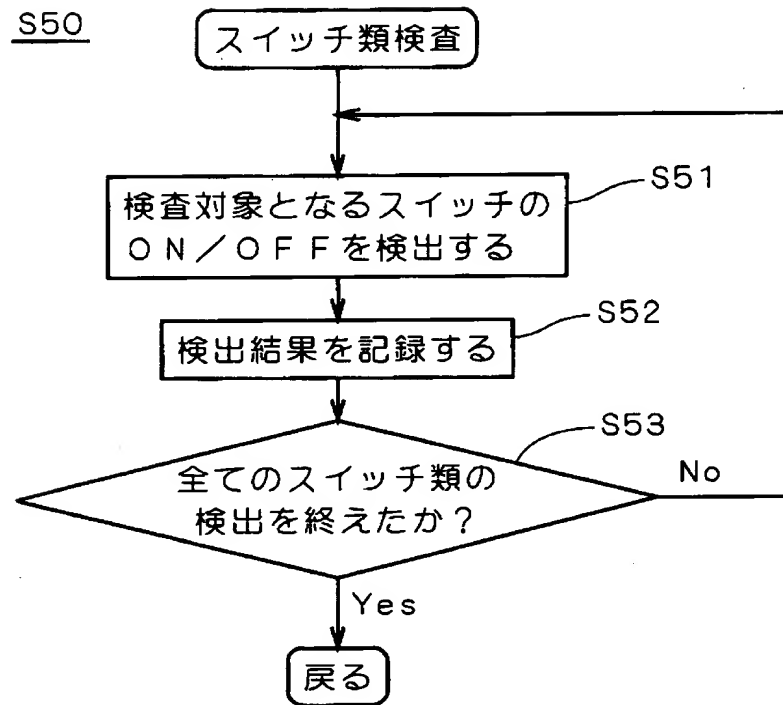 S50
スイッチ類検査
S51
検査対象となるスイッチの
ON／OFFを検出する
S52
検出結果を記録する
S53
全てのスイッチ類の
検出を終えたか？
No
Yes
戻る